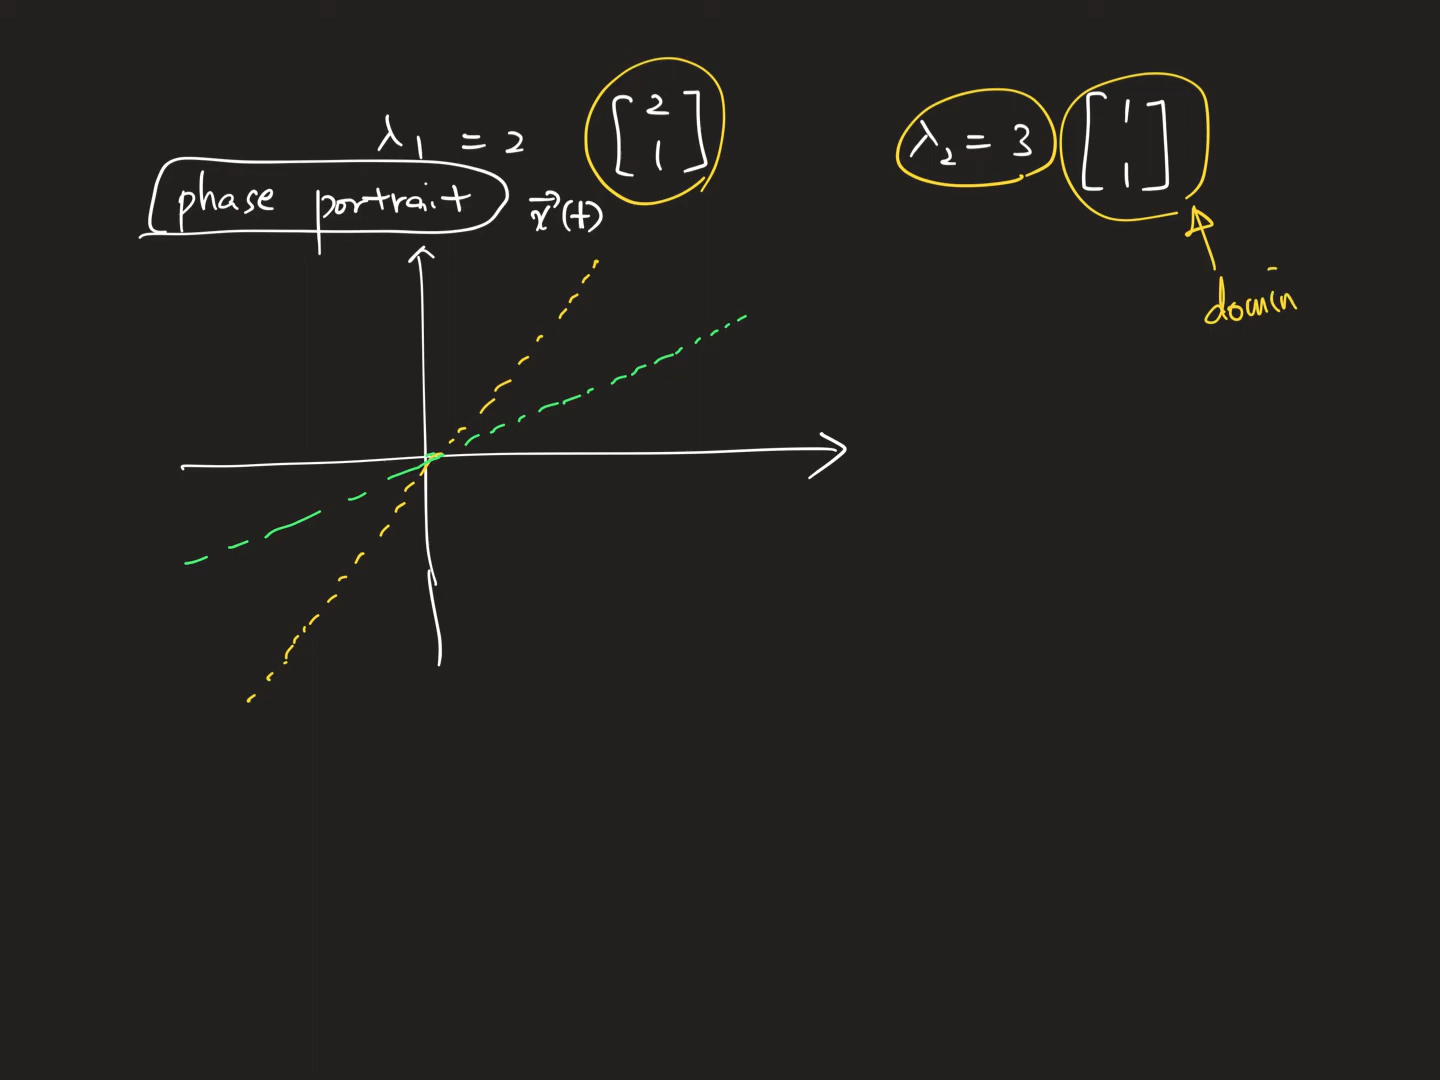 λ₁ = 2 [2 1] λ₂ = 3 [1 1]
phase portrait x⃗(t)
domin